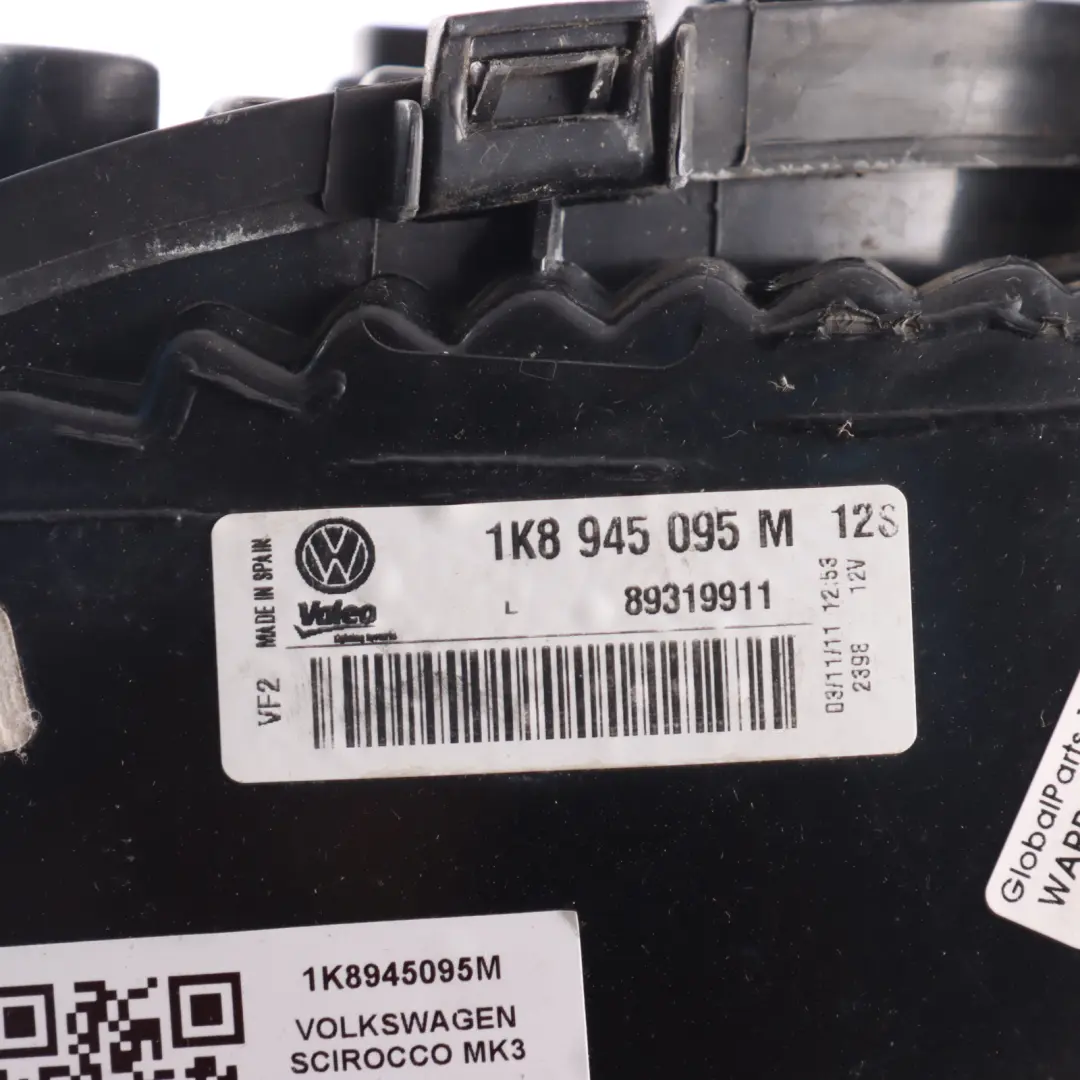 1K8 945 095 M 12S
MADE IN SPAIN
VW
Valeo
L 89319911
VF2
03/11/11 12:53
2398 12V
GlobalParts
1K8945095M
VOLKSWAGEN
SCIROCCO MK3